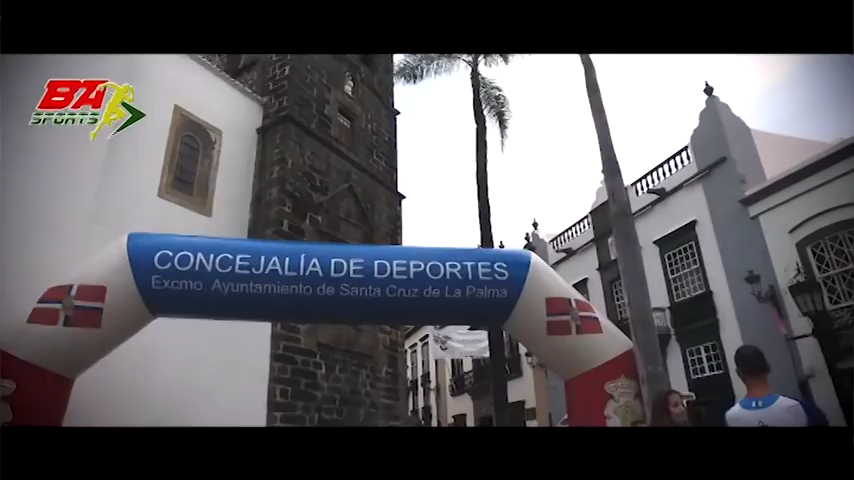 BA
SPORTS
CONCEJALÍA DE DEPORTES
Excmo. Ayuntamiento de Santa Cruz de La Palma